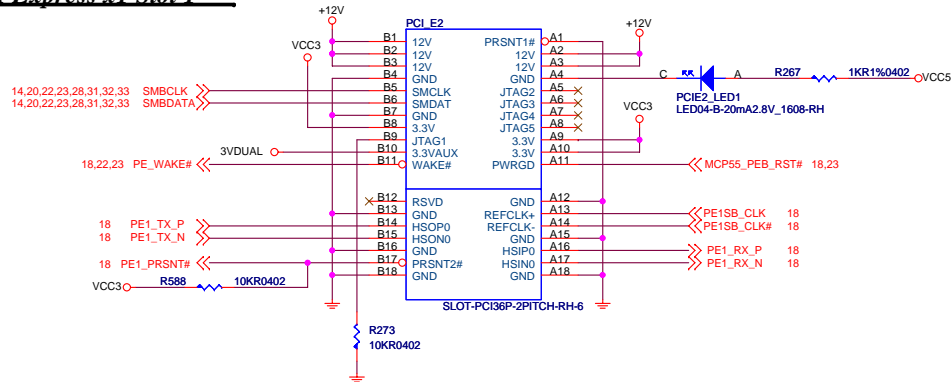 Express x1 Slot 1
+12V
+12V
PCI_E2
VCC3
B1 12V PRSNT1# A1
B2 12V 12V A2
B3 12V 12V A3
B4 GND GND A4
C A R267 1KR1%0402 VCC5
14,20,22,23,28,31,32,33 SMBCLK B5 SMCLK JTAG2 A5
PCIE2_LED1
14,20,22,23,28,31,32,33 SMBDATA B6 SMDAT JTAG3 A6
LED04-B-20mA2.8V_1608-RH
B7 GND JTAG4 A7
VCC3
B8 3.3V JTAG5 A8
B9 JTAG1 3.3V A9
3VDUAL B10 3.3VAUX 3.3V A10
18,22,23 PE_WAKE# B11 WAKE# PWRGD A11 MCP55_PEB_RST# 18,23
B12 RSVD GND A12
B13 GND REFCLK+ A13 PE1SB_CLK 18
18 PE1_TX_P B14 HSOP0 REFCLK- A14 PE1SB_CLK# 18
18 PE1_TX_N B15 HSON0 GND A15
B16 GND HSIP0 A16 PE1_RX_P 18
18 PE1_PRSNT# B17 PRSNT2# HSIN0 A17 PE1_RX_N 18
B18 GND GND A18
VCC3 R588 10KR0402
SLOT-PCI36P-2PITCH-RH-6
R273
10KR0402